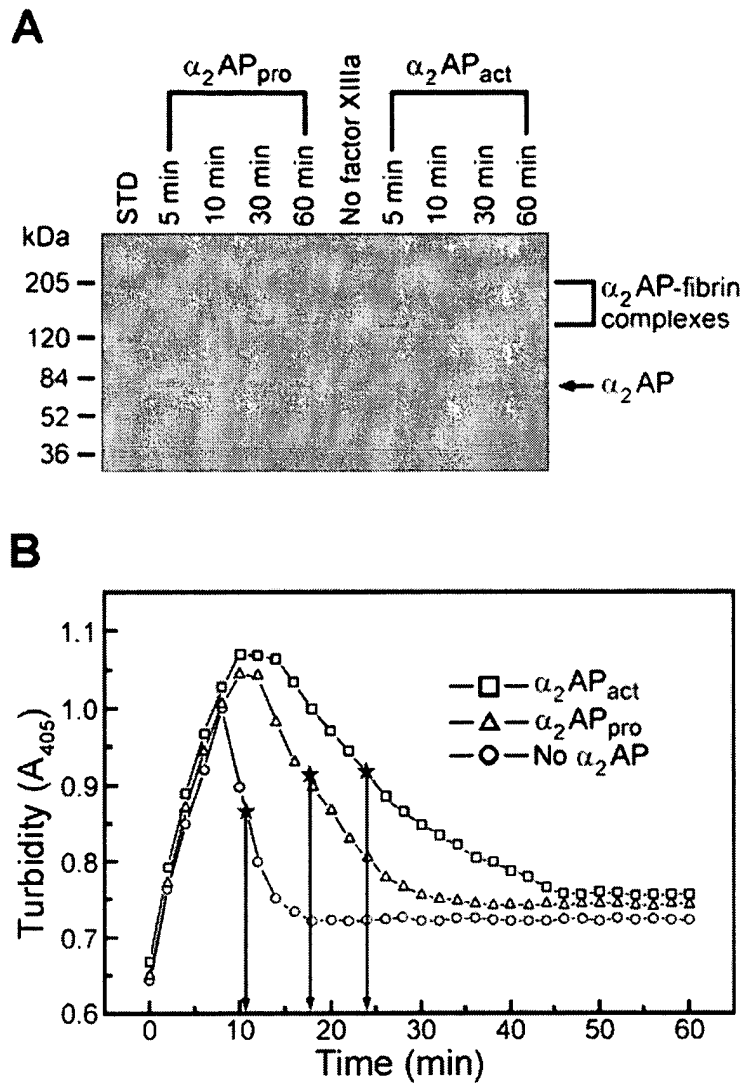 A
α₂APpro
α₂APact
STD
5 min
10 min
30 min
60 min
No factor XIIIa
5 min
10 min
30 min
60 min
kDa
205
120
84
52
36
α₂AP-fibrin
complexes
α₂AP
B
Turbidity (A₄₀₅)
1.1
1.0
0.9
0.8
0.7
0.6
α₂APact
α₂APpro
No α₂AP
0 10 20 30 40 50 60
Time (min)